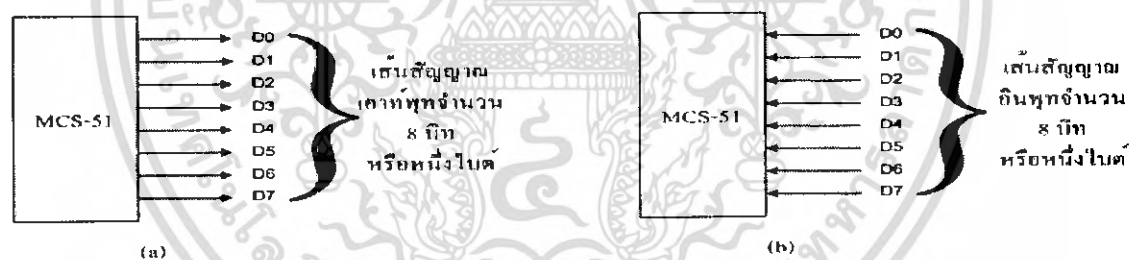 MCS-51
D0
D1
D2
D3
D4
D5
D6
D7
เส้นสัญญาณ
เอาท์พุทจำนวน
8 บิท
หรือหนึ่งไบต์
(a)
MCS-51
D0
D1
D2
D3
D4
D5
D6
D7
เส้นสัญญาณ
อินพุทจำนวน
8 บิท
หรือหนึ่งไบต์
(b)